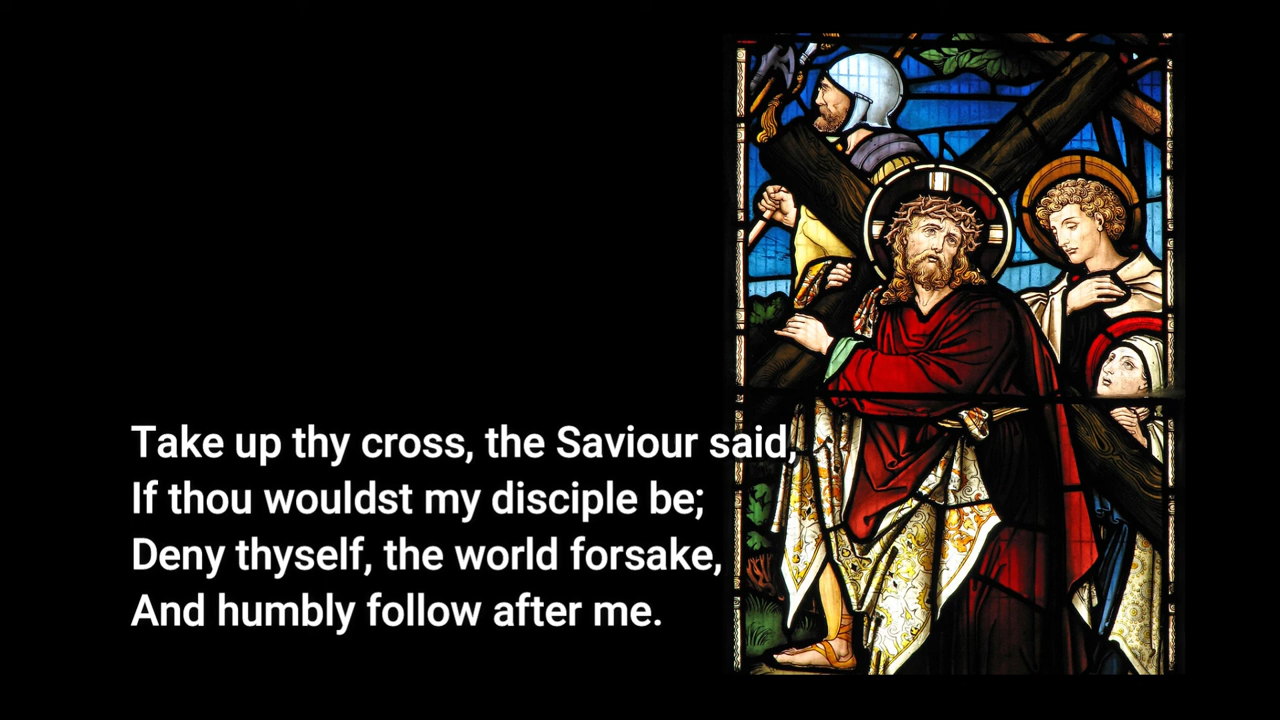 Take up thy cross, the Saviour said,
If thou wouldst my disciple be;
Deny thyself, the world forsake,
And humbly follow after me.